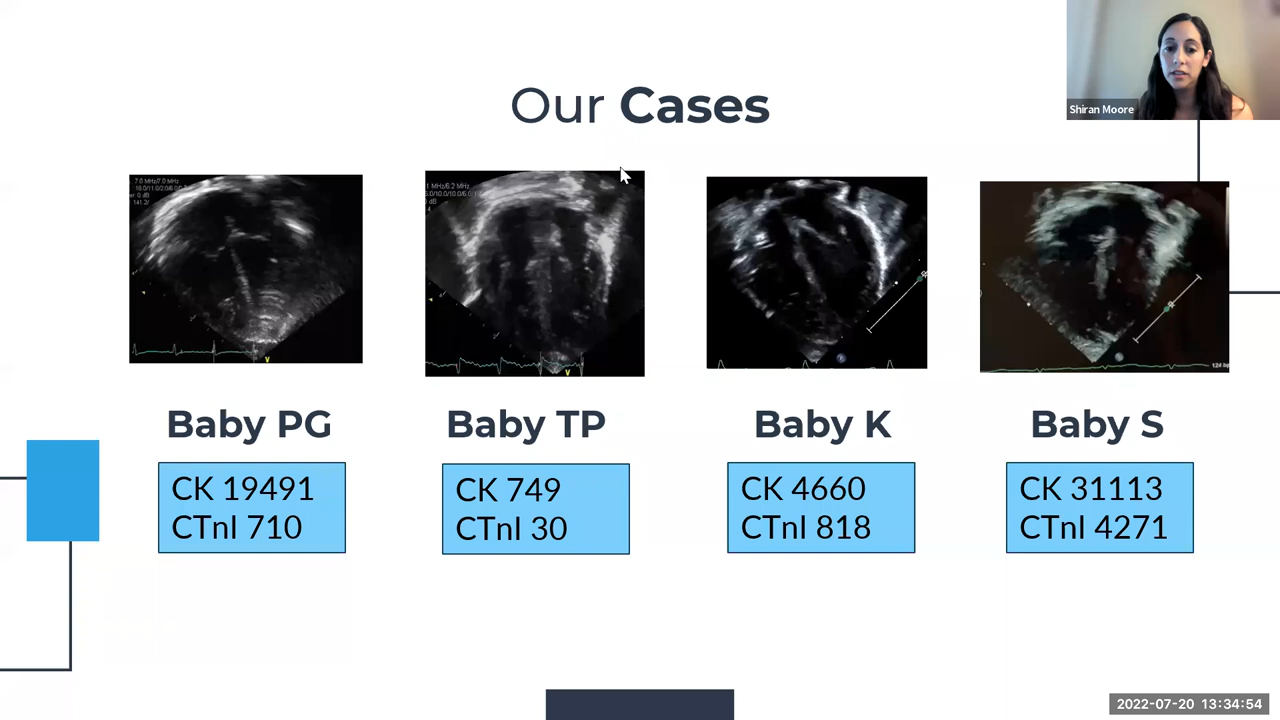 Shiran Moore
Our Cases
Baby PG
CK 19491
CTnI 710
Baby TP
CK 749
CTnI 30
Baby K
CK 4660
CTnI 818
Baby S
CK 31113
CTnI 4271
2022-07-20 13:34:54